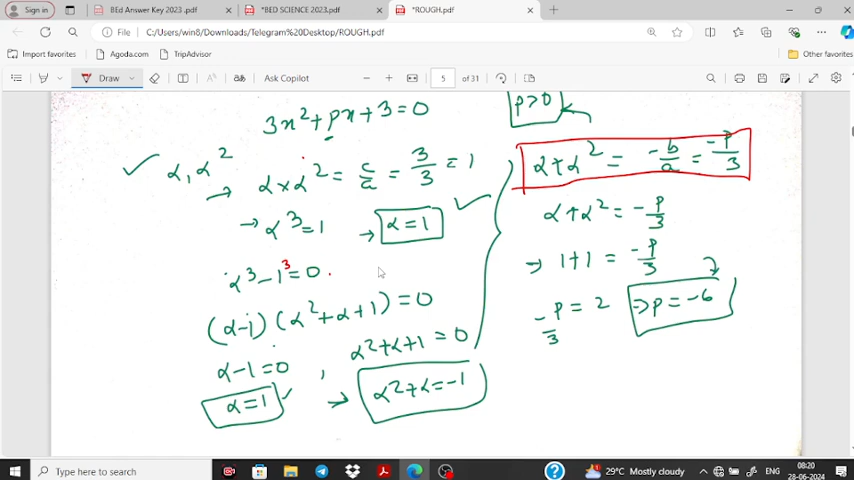 Sign in
BEd Answer Key 2023 .pdf
*BED SCIENCE 2023.pdf
*ROUGH.pdf
File
C:/Users/win8/Downloads/Telegram%20Desktop/ROUGH.pdf
Import favorites
Agoda.com
TripAdvisor
Other favorites
Draw
Ask Copilot
5
of 31
3x² + px + 3 = 0
p>0
✓ α, α²
→ α × α² = c/a = 3/3 = 1
→ α³ = 1 → α = 1 ✓
α³ - 1³ = 0
(α-1) (α² + α + 1) = 0
α - 1 = 0 , α² + α + 1 = 0
α = 1 ✓ → α² + α = -1
α + α² = -b/a = -p/3
α + α² = -p/3
→ 1 + 1 = -p/3
-p/3 = 2 ⇒ p = -6
Type here to search
29°C Mostly cloudy
ENG
08:20
28-06-2024